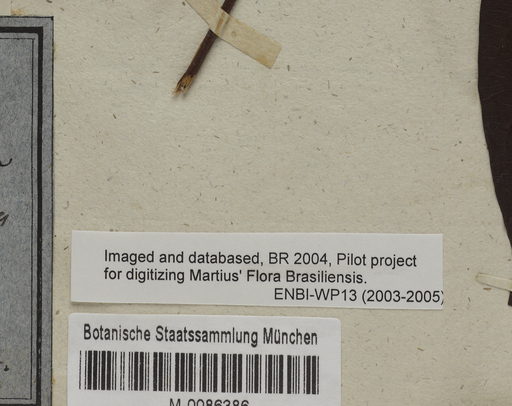 Imaged and databased, BR 2004, Pilot project
for digitizing Martius' Flora Brasiliensis.
ENBI-WP13 (2003-2005)
Botanische Staatssammlung München
M-0086386